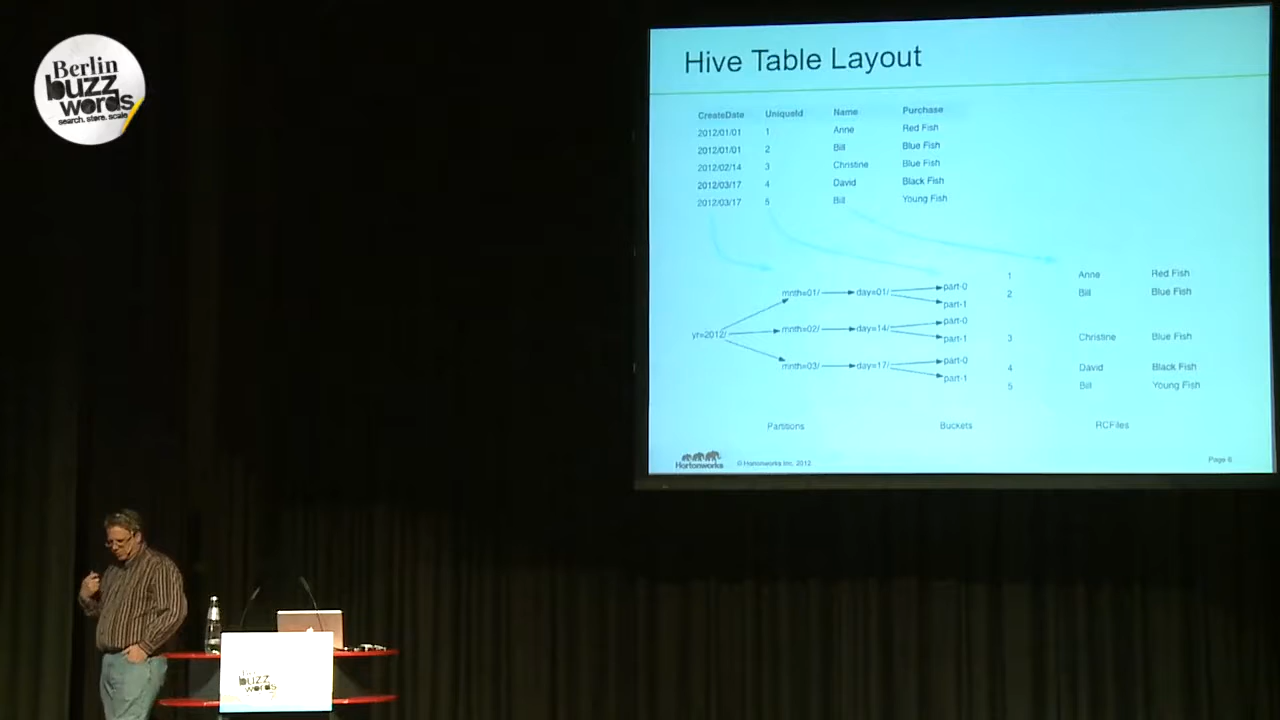 Berlin
buzz
words
search. store. scale
Hive Table Layout
CreateDate UniqueId Name Purchase
2012/01/01 1 Anne Red Fish
2012/01/01 2 Bill Blue Fish
2012/02/14 3 Christine Blue Fish
2012/03/17 4 David Black Fish
2012/03/17 5 Bill Young Fish
1 Anne Red Fish
mnth=01/ day=01/ part-0 2 Bill Blue Fish
part-1
part-0
yr=2012/ mnth=02/ day=14/ part-1 3 Christine Blue Fish
part-0
mnth=03/ day=17/ 4 David Black Fish
part-1 5 Bill Young Fish
Partitions Buckets RCFiles
Hortonworks © Hortonworks Inc. 2012 Page 6
Berlin
buzz
words